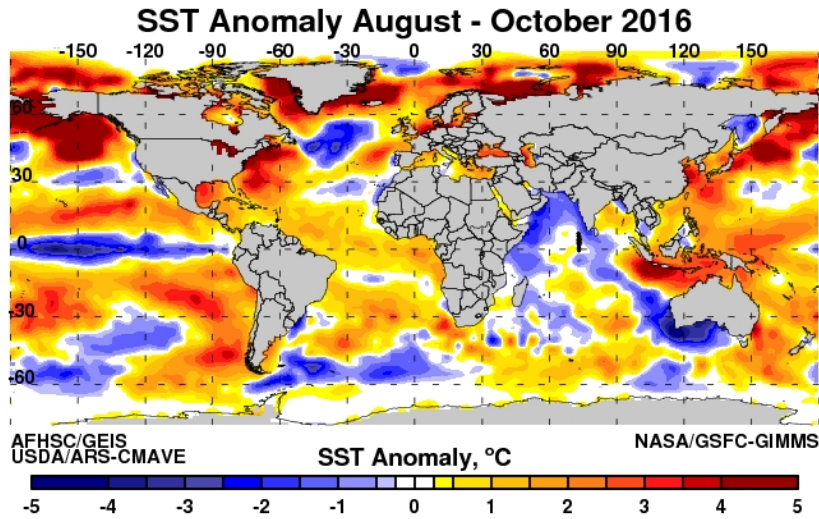 SST Anomaly August - October 2016
-150 -120 -90 -60 -30 0 30 60 90 120 150
60
30
0
-30
-60
AFHSC/GEIS
NASA/GSFC-GIMMS
USDA/ARS-CMAVE
SST Anomaly, ºC
-5 -4 -3 -2 -1 0 1 2 3 4 5